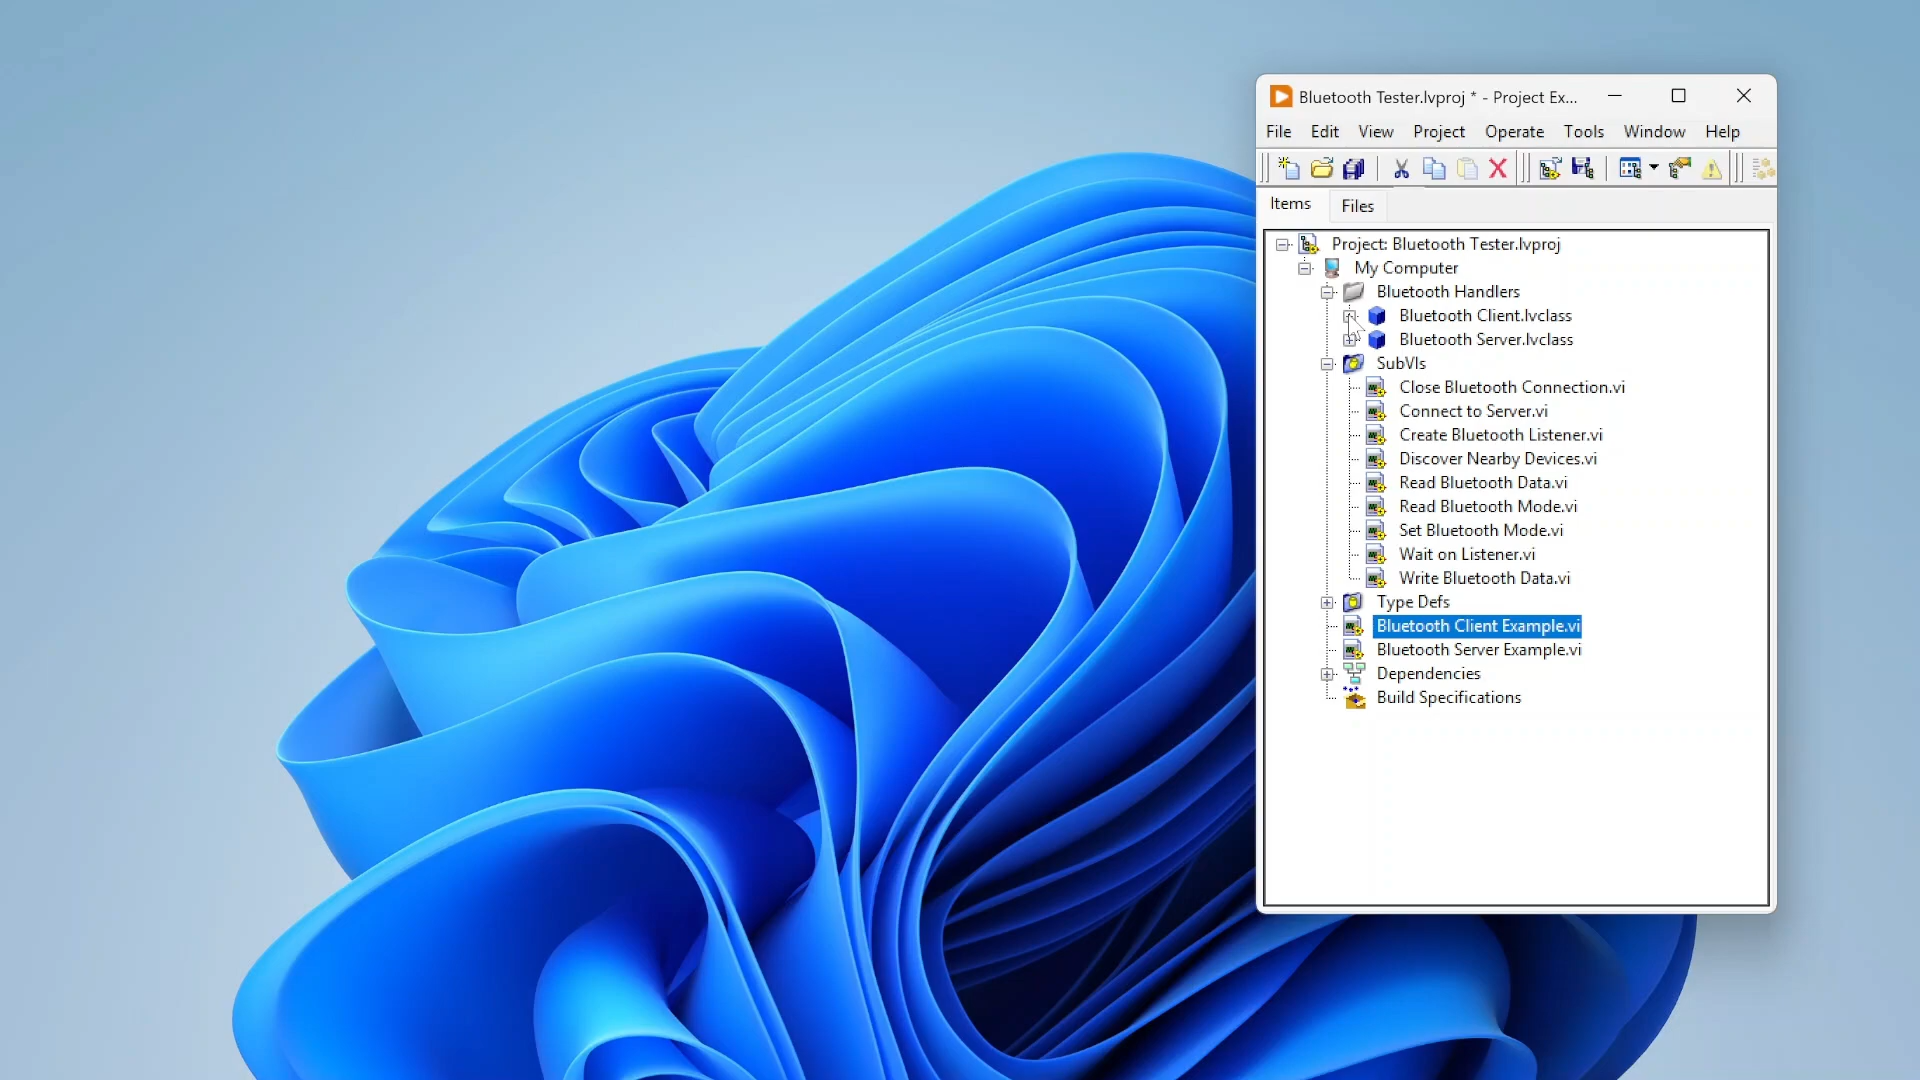 Bluetooth Tester.lvproj * - Project Ex...
File Edit View Project Operate Tools Window Help
Items Files
Project: Bluetooth Tester.lvproj
My Computer
Bluetooth Handlers
Bluetooth Client.lvclass
Bluetooth Server.lvclass
SubVIs
Close Bluetooth Connection.vi
Connect to Server.vi
Create Bluetooth Listener.vi
Discover Nearby Devices.vi
Read Bluetooth Data.vi
Read Bluetooth Mode.vi
Set Bluetooth Mode.vi
Wait on Listener.vi
Write Bluetooth Data.vi
Type Defs
Bluetooth Client Example.vi
Bluetooth Server Example.vi
Dependencies
Build Specifications